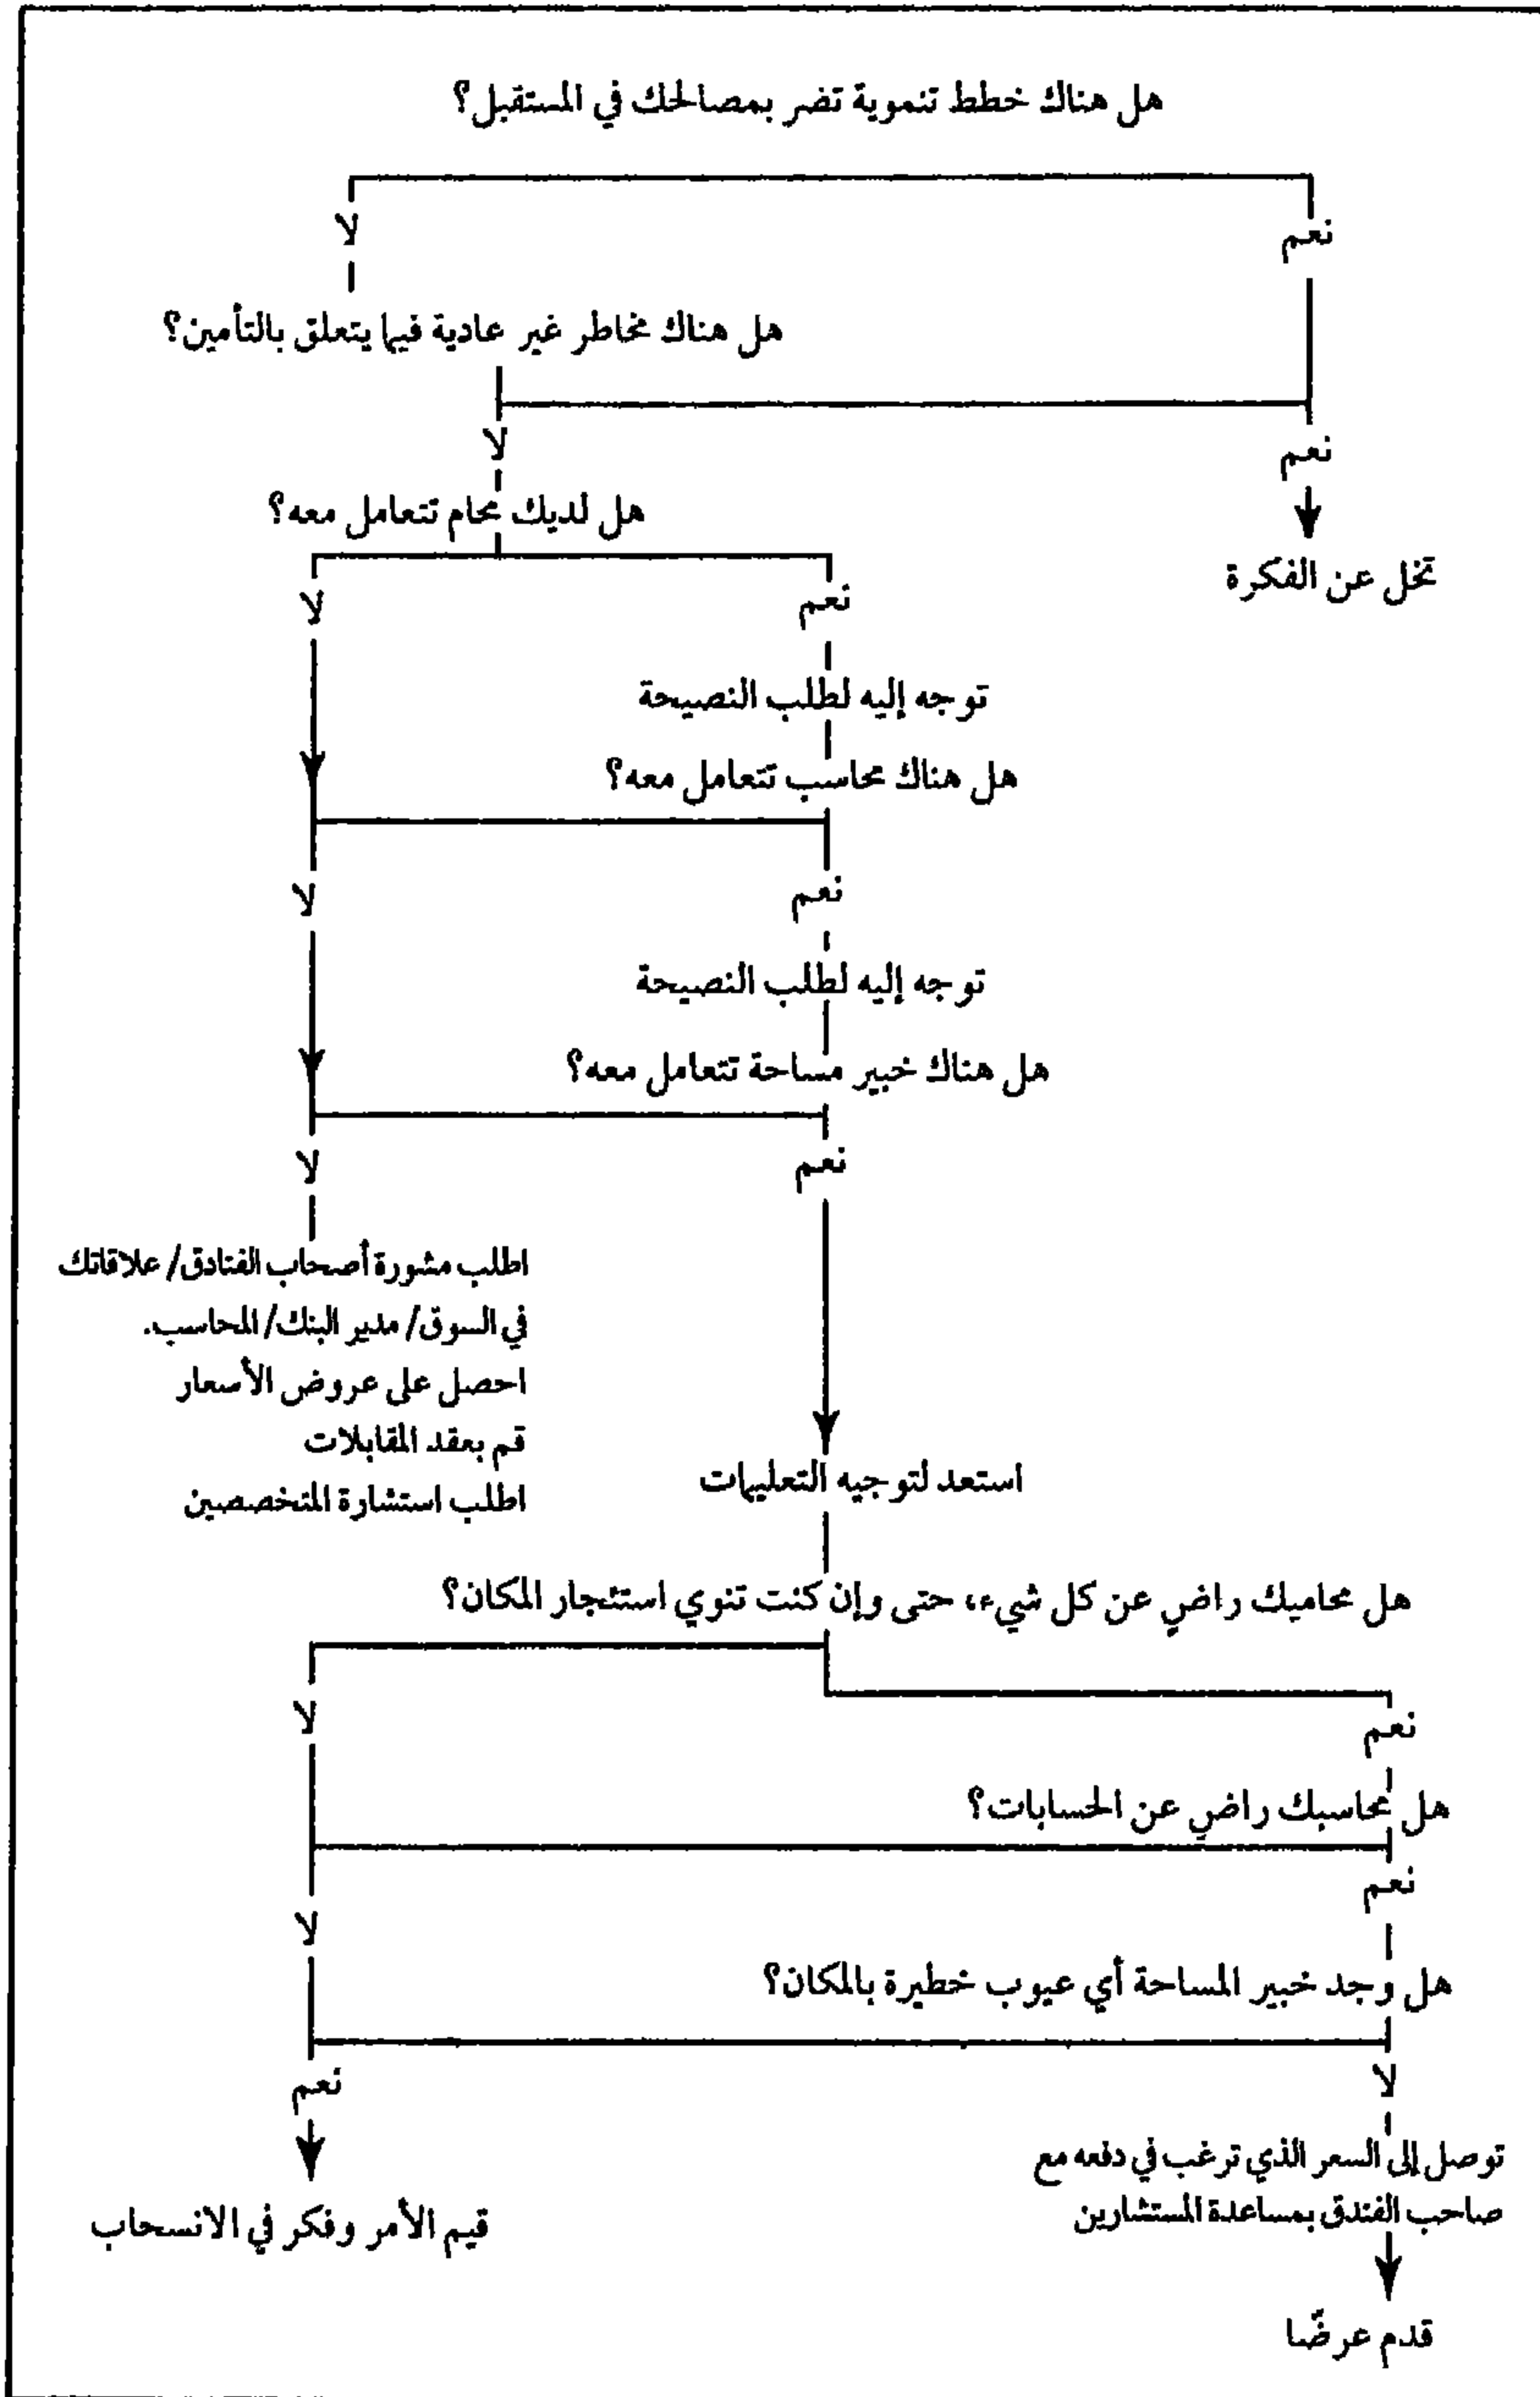 هل هناك خطط تنموية تضر بمصالحك في المستقبل؟
نعم
لا
هل هناك مخاطر غير عادية فيما يتعلق بالتأمين؟
نعم
لا
تخل عن الفكرة
هل لديك محام تتعامل معه؟
نعم
لا
توجه إليه لطلب النصيحة
هل هناك محاسب تتعامل معه؟
نعم
لا
توجه إليه لطلب النصيحة
هل هناك خبير مساحة تتعامل معه؟
نعم
لا
اطلب مشورة أصحاب الفنادق/ علاقاتك
في السوق/ مدير البنك/ المحاسب.
احصل على عروض الأسعار
قم بعقد المقابلات
اطلب استشارة المتخصصين
استعد لتوجيه التعليمات
هل محاميك راضٍ عن كل شيء، حتى وإن كنت تنوي استئجار المكان؟
نعم
لا
هل محاسبك راضٍ عن الحسابات؟
نعم
لا
هل وجد خبير المساحة أي عيوب خطيرة بالمكان؟
لا
نعم
توصل إلى السعر الذي ترغب في دفعه مع
صاحب الفندق بمساعدة المستشارين
قيم الأمر وفكر في الانسحاب
قدم عرضًا